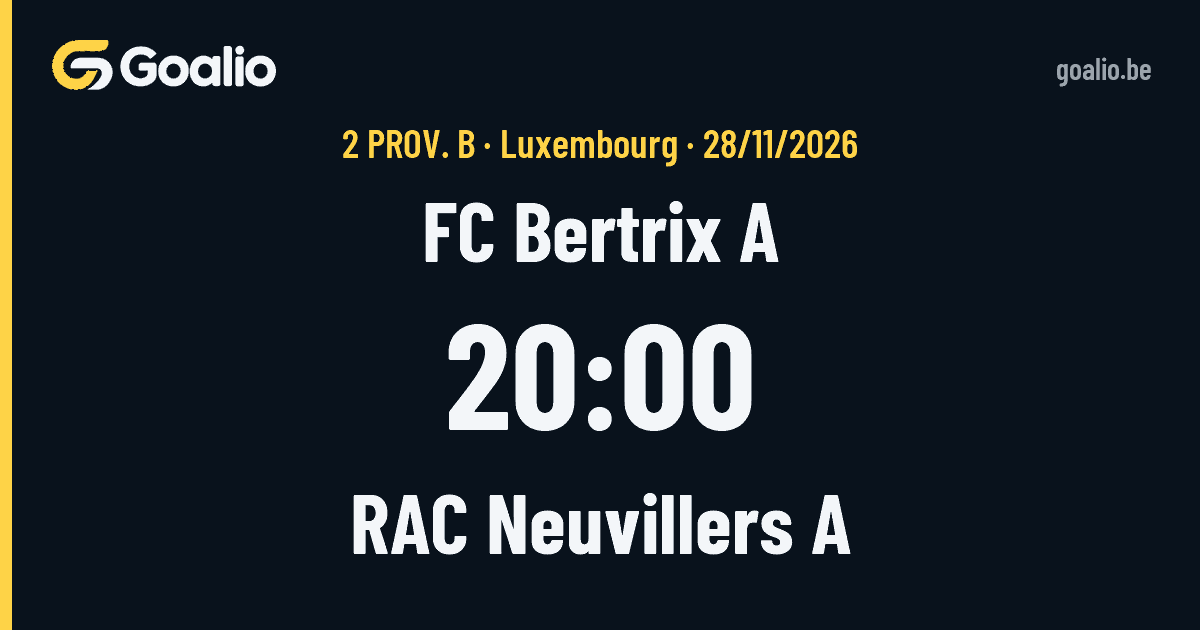 Goalio
goalio.be
2 PROV. B · Luxembourg · 28/11/2026
FC Bertrix A
20:00
RAC Neuvillers A